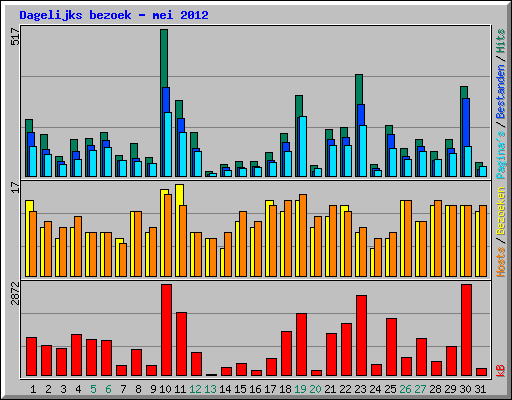 Dagelijks bezoek - mei 2012
517
17
2872
Hosts/Bezoeken Pagina's/Bestanden/Hits
kB
1 2 3 4 5 6 7 8 9 10 11 12 13 14 15 16 17 18 19 20 21 22 23 24 25 26 27 28 29 30 31